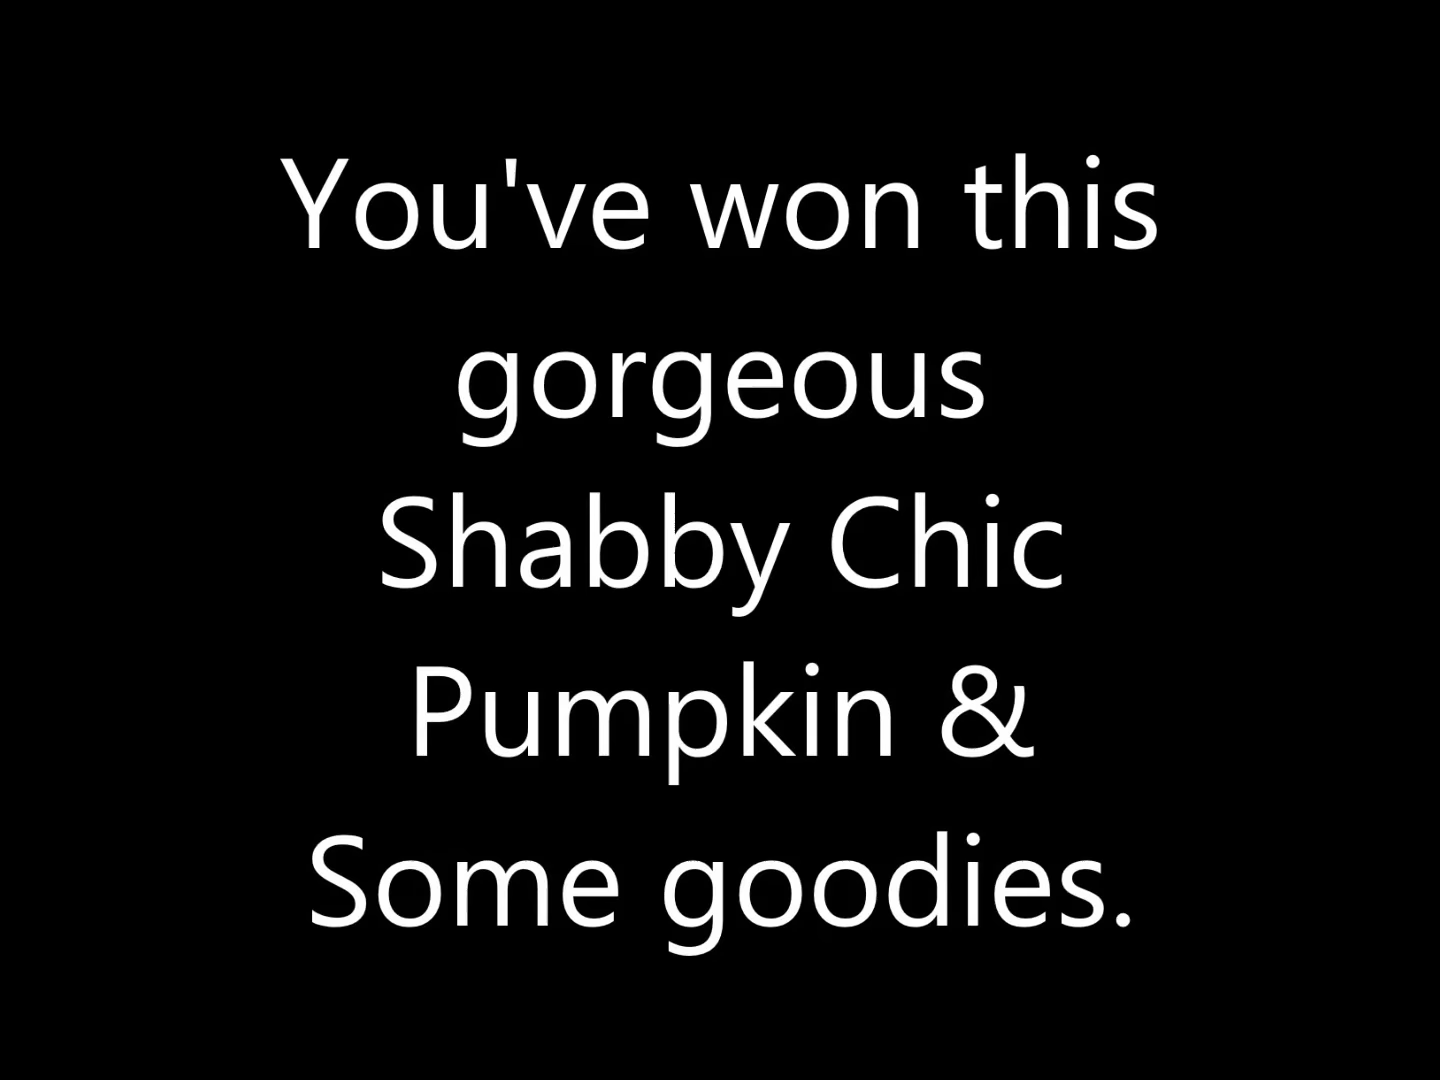 You've won this
gorgeous
Shabby Chic
Pumpkin &
Some goodies.